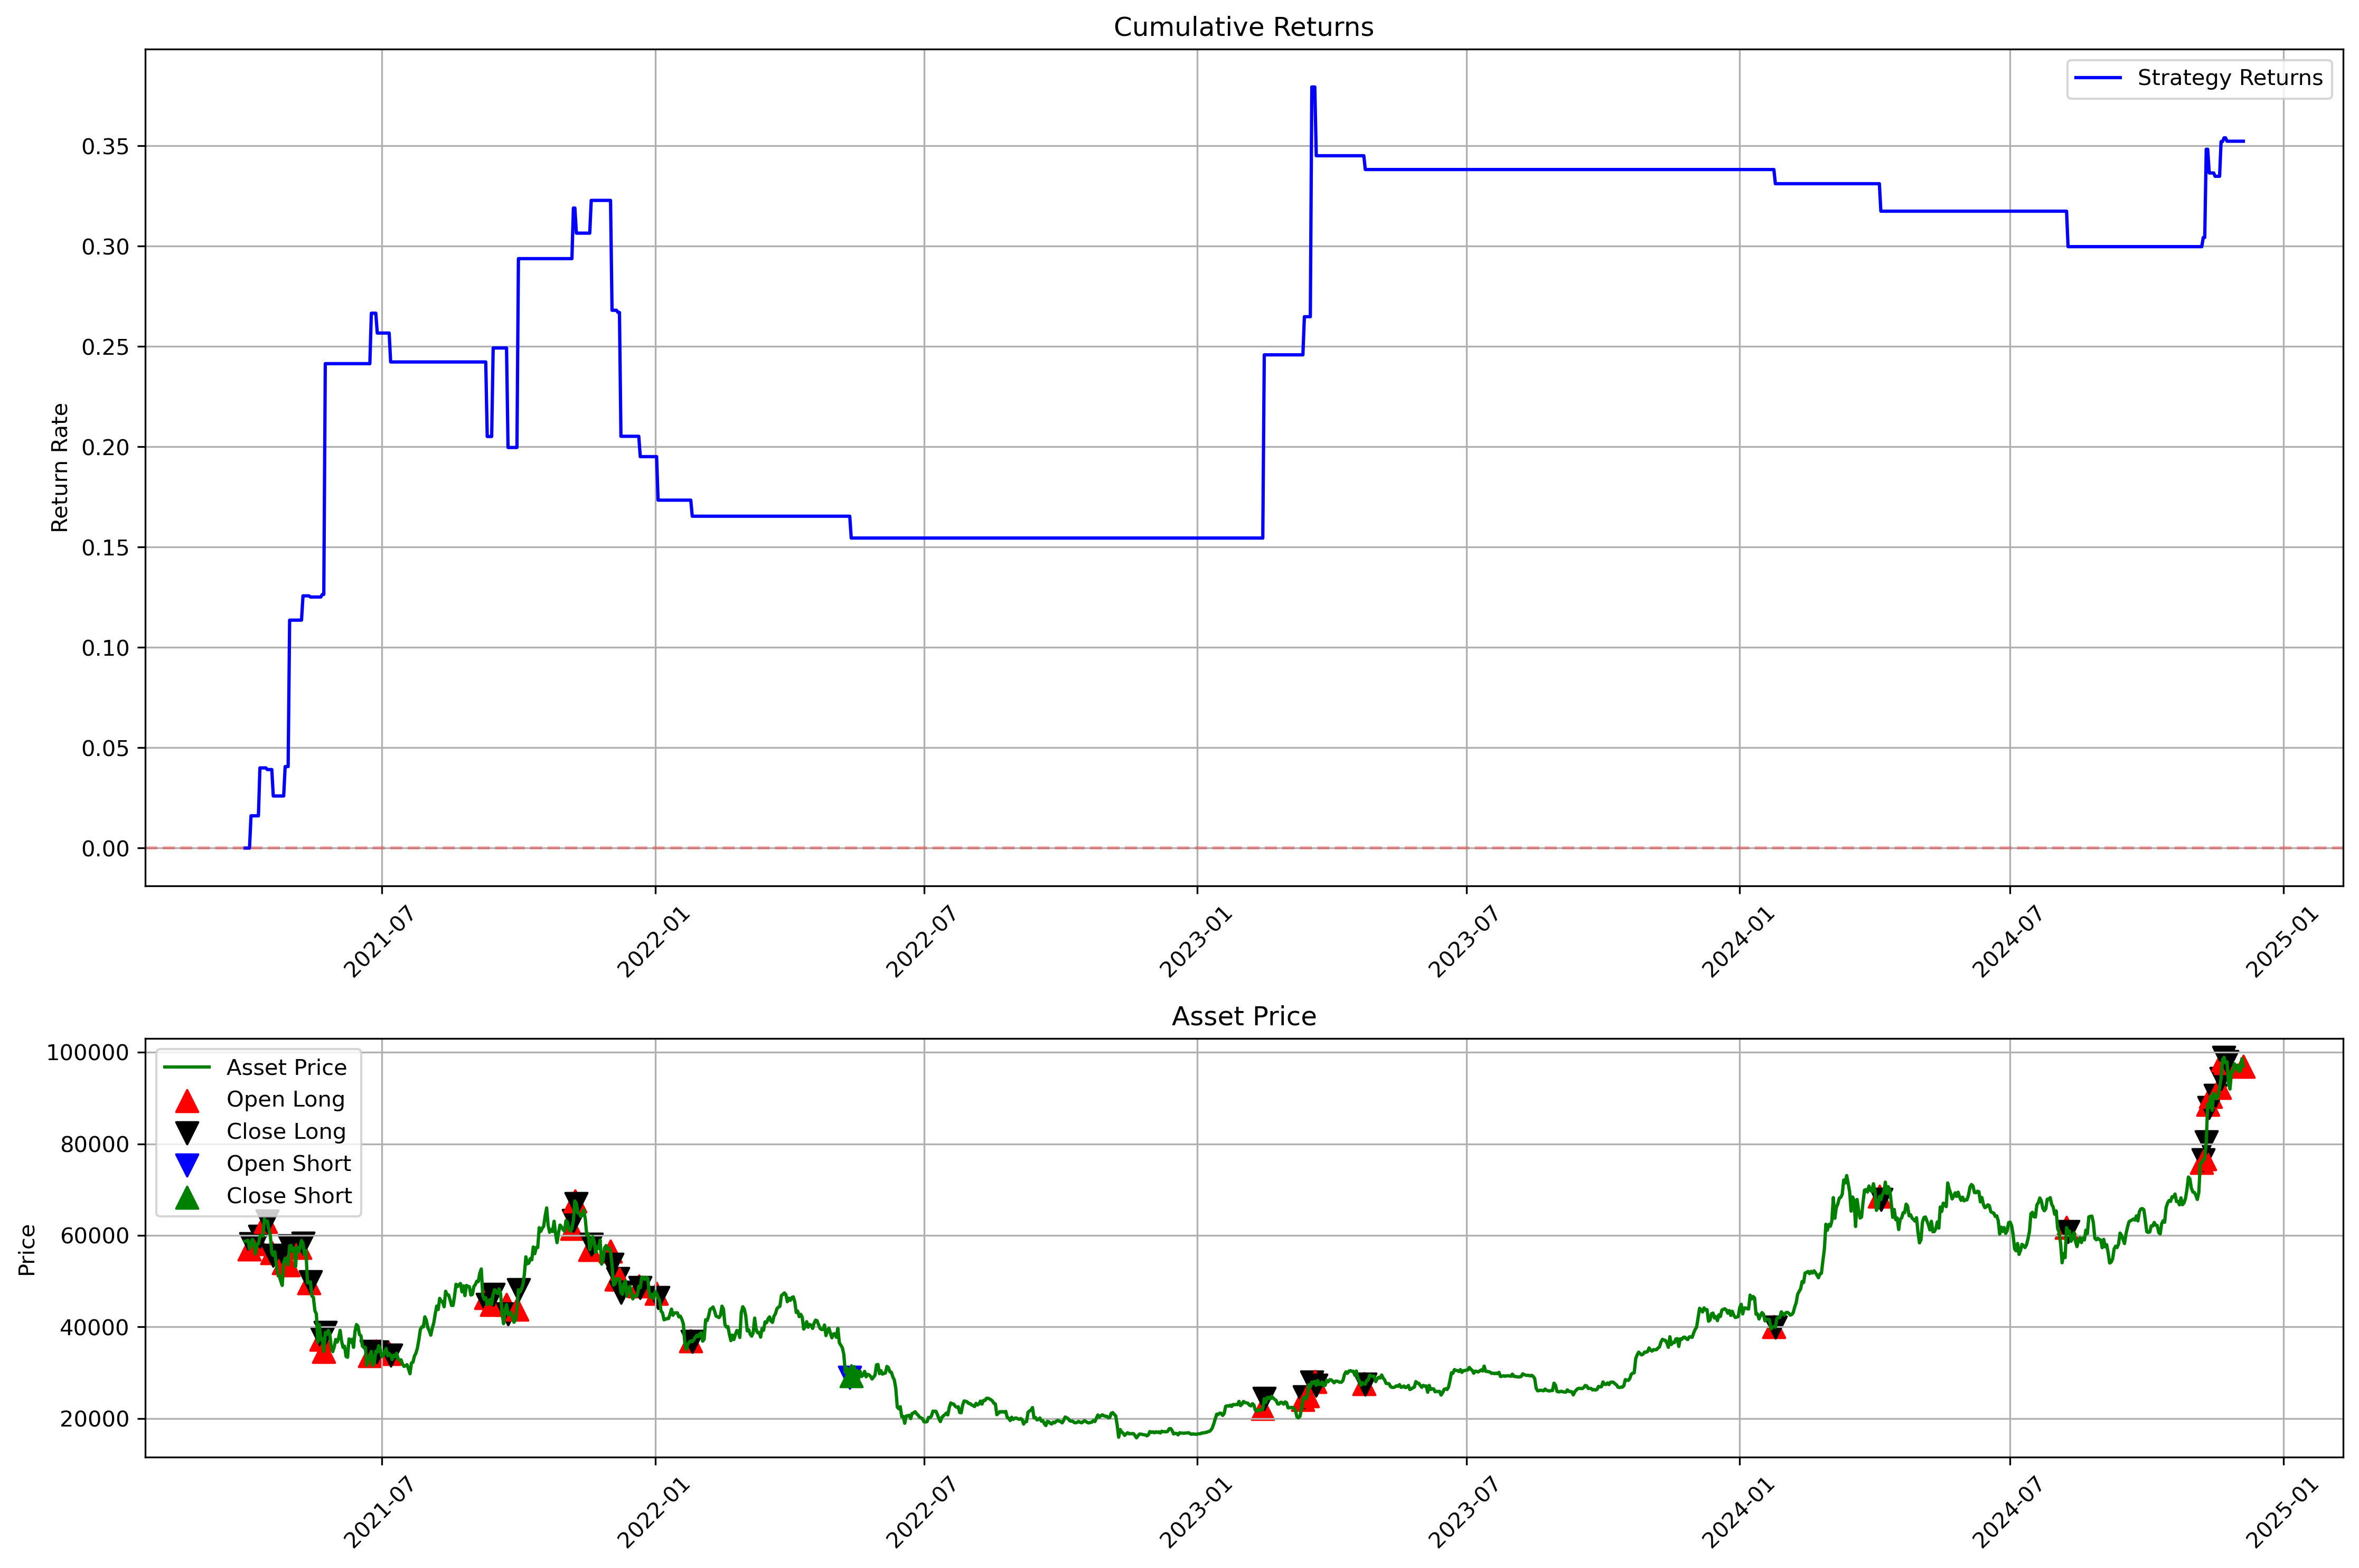 Cumulative Returns
Strategy Returns
Return Rate
0.35
0.30
0.25
0.20
0.15
0.10
0.05
0.00
2021-07
2022-01
2022-07
2023-01
2023-07
2024-01
2024-07
2025-01
Asset Price
Asset Price
Open Long
Close Long
Open Short
Close Short
Price
100000
80000
60000
40000
20000
2021-07
2022-01
2022-07
2023-01
2023-07
2024-01
2024-07
2025-01